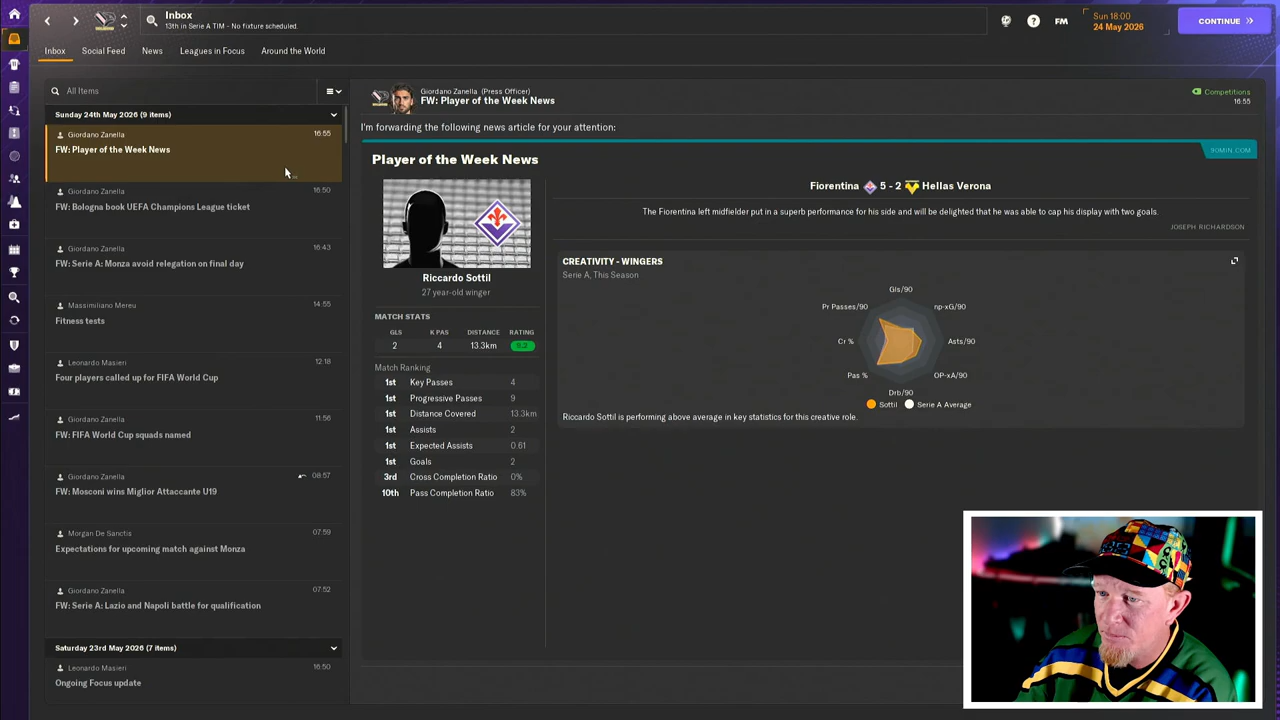 Inbox
13th in Serie A TIM - No fixture scheduled.
FM
Sun 18:00
24 May 2026
CONTINUE
Inbox
Social Feed
News
Leagues in Focus
Around the World
All Items
Sunday 24th May 2026 (9 items)
Giordano Zanella
16:55
FW: Player of the Week News
Giordano Zanella
16:50
FW: Bologna book UEFA Champions League ticket
Giordano Zanella
16:43
FW: Serie A: Monza avoid relegation on final day
Massimiliano Mereu
14:55
Fitness tests
Leonardo Masieri
12:18
Four players called up for FIFA World Cup
Giordano Zanella
11:56
FW: FIFA World Cup squads named
Giordano Zanella
08:57
FW: Mosconi wins Miglior Attaccante U19
Morgan De Sanctis
07:59
Expectations for upcoming match against Monza
Giordano Zanella
07:52
FW: Serie A: Lazio and Napoli battle for qualification
Saturday 23rd May 2026 (7 items)
Leonardo Masieri
16:50
Ongoing Focus update
Giordano Zanella (Press Officer)
FW: Player of the Week News
Competitions
16:55
I'm forwarding the following news article for your attention:
90MIN.COM
Player of the Week News
Riccardo Sottil
27 year-old winger
MATCH STATS
GLS K PAS DISTANCE RATING
2 4 13.3km 9.2
Match Ranking
1st Key Passes 4
1st Progressive Passes 9
1st Distance Covered 13.3km
1st Assists 2
1st Expected Assists 0.61
1st Goals 2
3rd Cross Completion Ratio 0%
10th Pass Completion Ratio 83%
Fiorentina 5 - 2 Hellas Verona
The Fiorentina left midfielder put in a superb performance for his side and will be delighted that he was able to cap his display with two goals.
JOSEPH RICHARDSON
CREATIVITY - WINGERS
Serie A, This Season
Gls/90
Pr Passes/90
np-xG/90
Cr %
Asts/90
Pas %
OP-xA/90
Drb/90
Sottil
Serie A Average
Riccardo Sottil is performing above average in key statistics for this creative role.